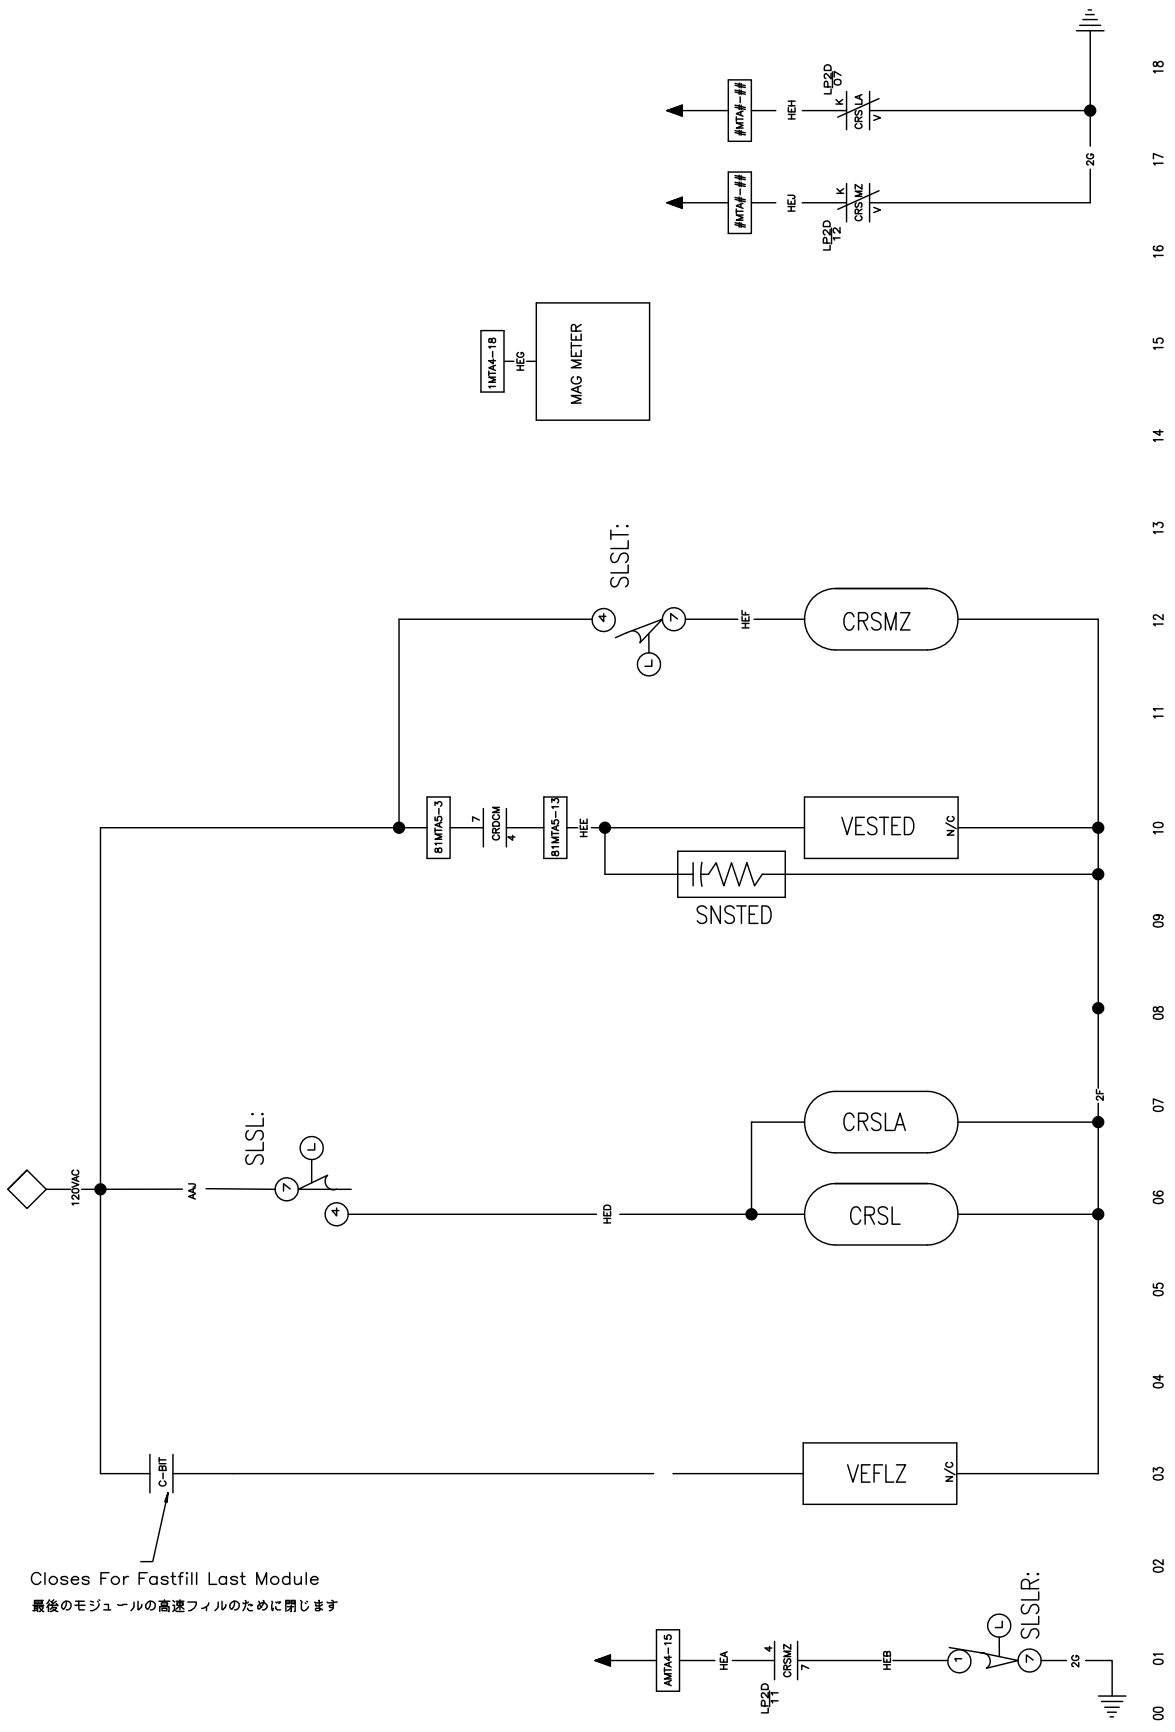 LP2D
07
#MTA#-##
HEH
K
CRSLA
V
18
2G
17
#MTA#-##
HEJ
K
CRSMZ
V
LP2D
12
16
1MTA4-18
HEG
MAG METER
15
14
13
SLSLT:
4
7
L
HEF
CRSMZ
12
11
81MTA5-3
7
CRDCM
4
81MTA5-13
HEE
VESTED
N/C
10
SNSTED
09
08
2F
07
SLSL:
L
CRSLA
120VAC
AAJ
7
4
HED
CRSL
06
05
04
C-BIT
VEFLZ
N/C
03
Closes For Fastfill Last Module
最後のモジュールの高速フィルのために閉じます
02
AMTA4-15
HEA
4
CRSMZ
7
LP2D
11
HEB
1
L
7
SLSLR:
2G
01
00